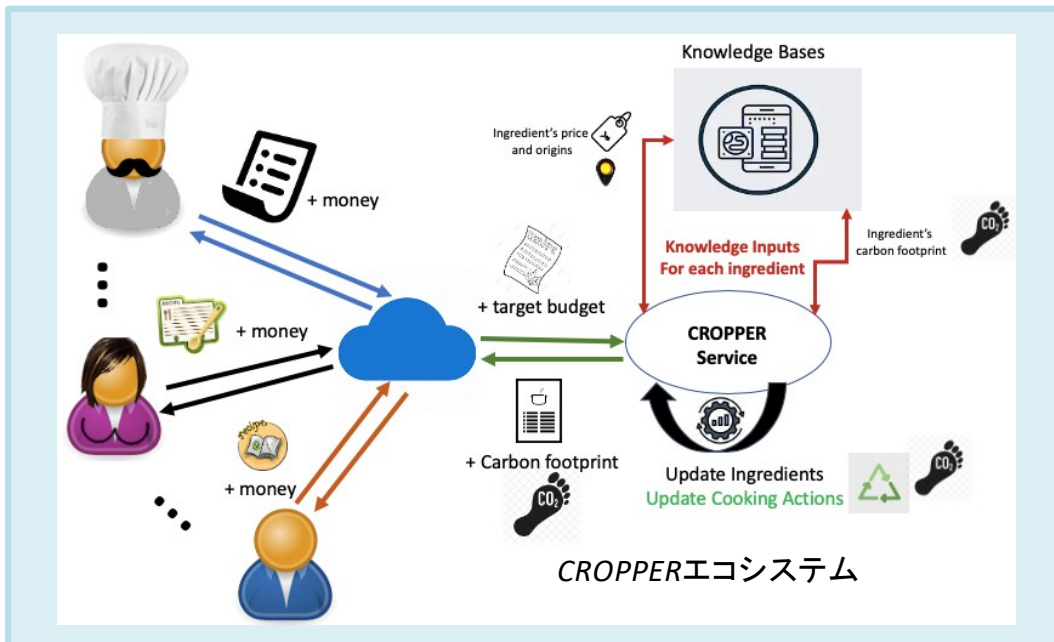 Knowledge Bases
Ingredient's price
and origins
+ money
Ingredient's
carbon footprint
CO2
Knowledge Inputs
For each ingredient
+ target budget
+ money
RECIPE
CROPPER
Service
recipe
+ money
+ Carbon footprint
CO2
Update Ingredients
Update Cooking Actions
CO2
CROPPERエコシステム